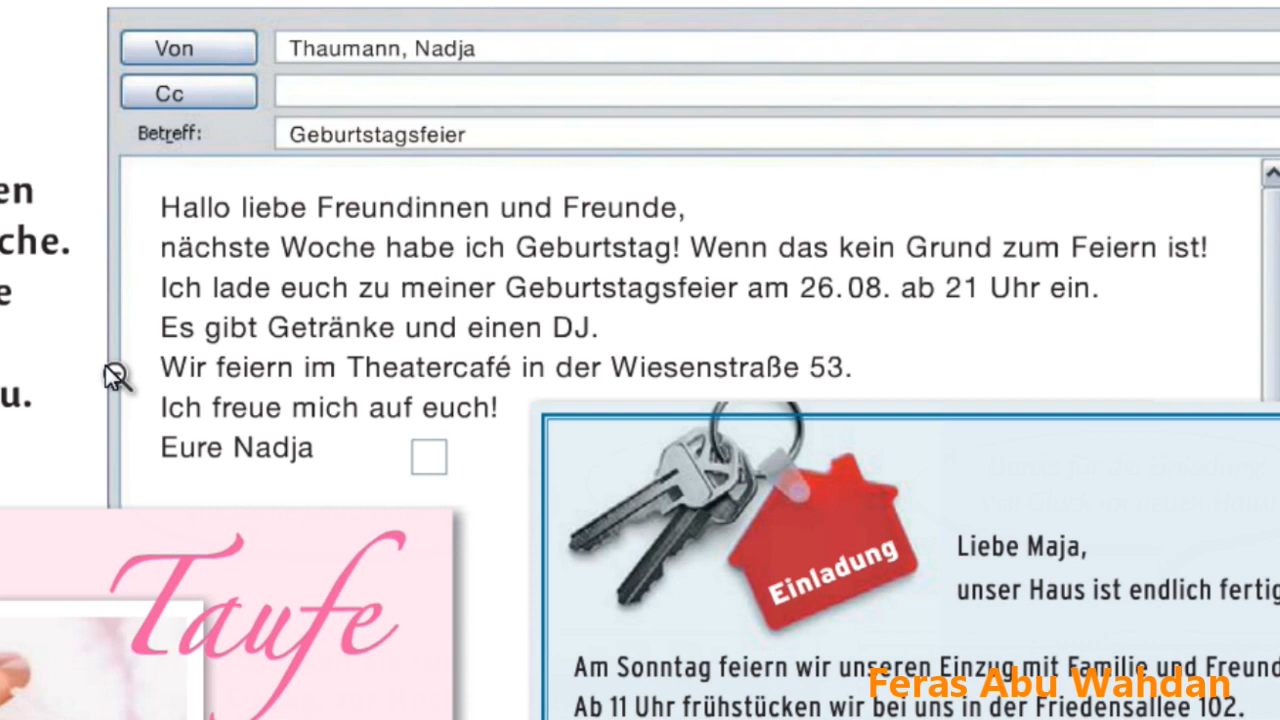 Von
Thaumann, Nadja
Cc
Betreff:
Geburtstagsfeier
en
che.
e
u.
Hallo liebe Freundinnen und Freunde,
nächste Woche habe ich Geburtstag! Wenn das kein Grund zum Feiern ist!
Ich lade euch zu meiner Geburtstagsfeier am 26.08. ab 21 Uhr ein.
Es gibt Getränke und einen DJ.
Wir feiern im Theatercafé in der Wiesenstraße 53.
Ich freue mich auf euch!
Eure Nadja
Taufe
Einladung
Liebe Maja,
unser Haus ist endlich fertig
Am Sonntag feiern wir unseren Einzug mit Familie und Freund
Ab 11 Uhr frühstücken wir bei uns in der Friedensallee 102.
Feras Abu Wahdan